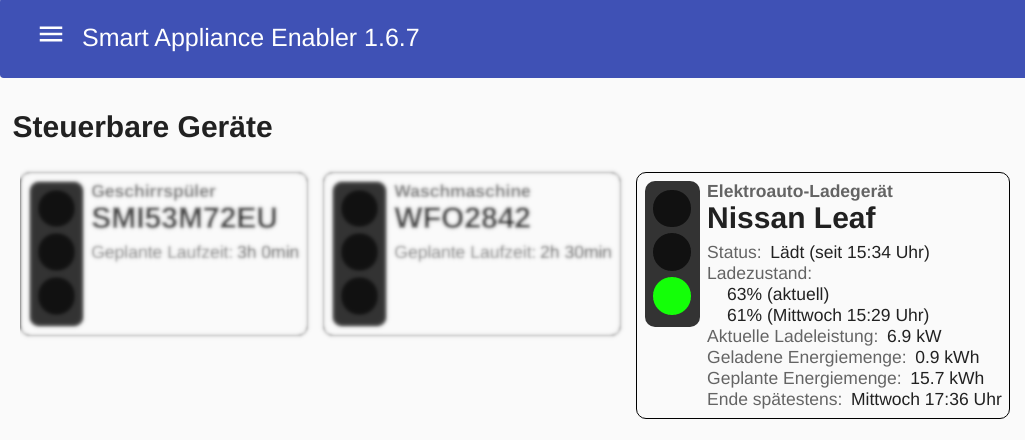 Smart Appliance Enabler 1.6.7
Steuerbare Geräte
Geschirrspüler
SMI53M72EU
Geplante Laufzeit: 3h 0min
Waschmaschine
WFO2842
Geplante Laufzeit: 2h 30min
Elektroauto-Ladegerät
Nissan Leaf
Status: Lädt (seit 15:34 Uhr)
Ladezustand:
63% (aktuell)
61% (Mittwoch 15:29 Uhr)
Aktuelle Ladeleistung: 6.9 kW
Geladene Energiemenge: 0.9 kWh
Geplante Energiemenge: 15.7 kWh
Ende spätestens: Mittwoch 17:36 Uhr